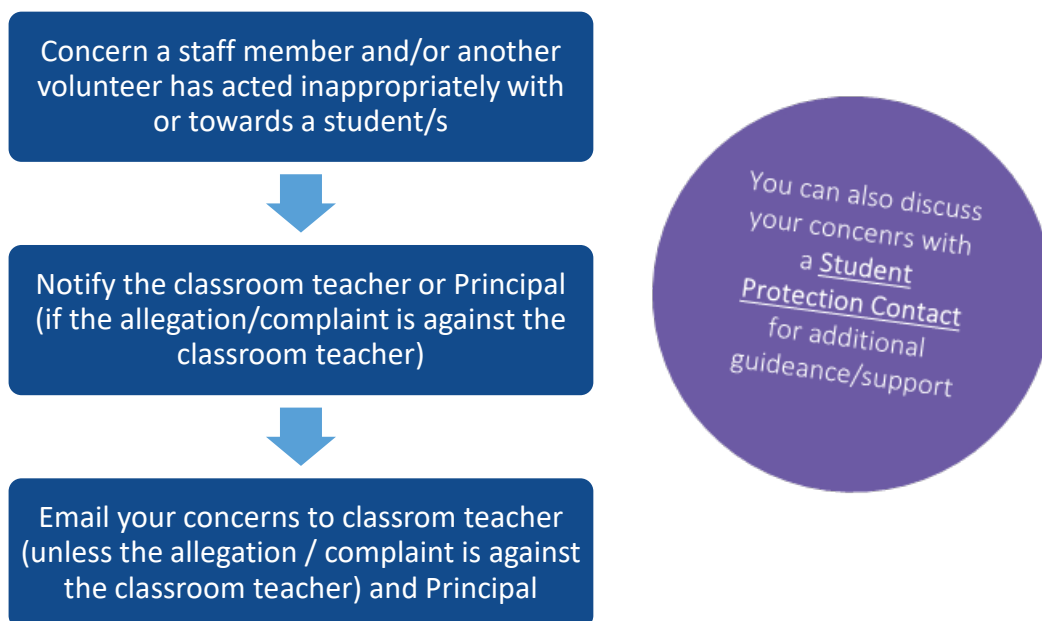 Concern a staff member and/or another
volunteer has acted inappropriately with
or towards a student/s
Notify the classroom teacher or Principal
(if the allegation/complaint is against the
classroom teacher)
Email your concerns to classrom teacher
(unless the allegation / complaint is against
the classroom teacher) and Principal
You can also discuss
your concenrs with
a Student
Protection Contact
for additional
guideance/support